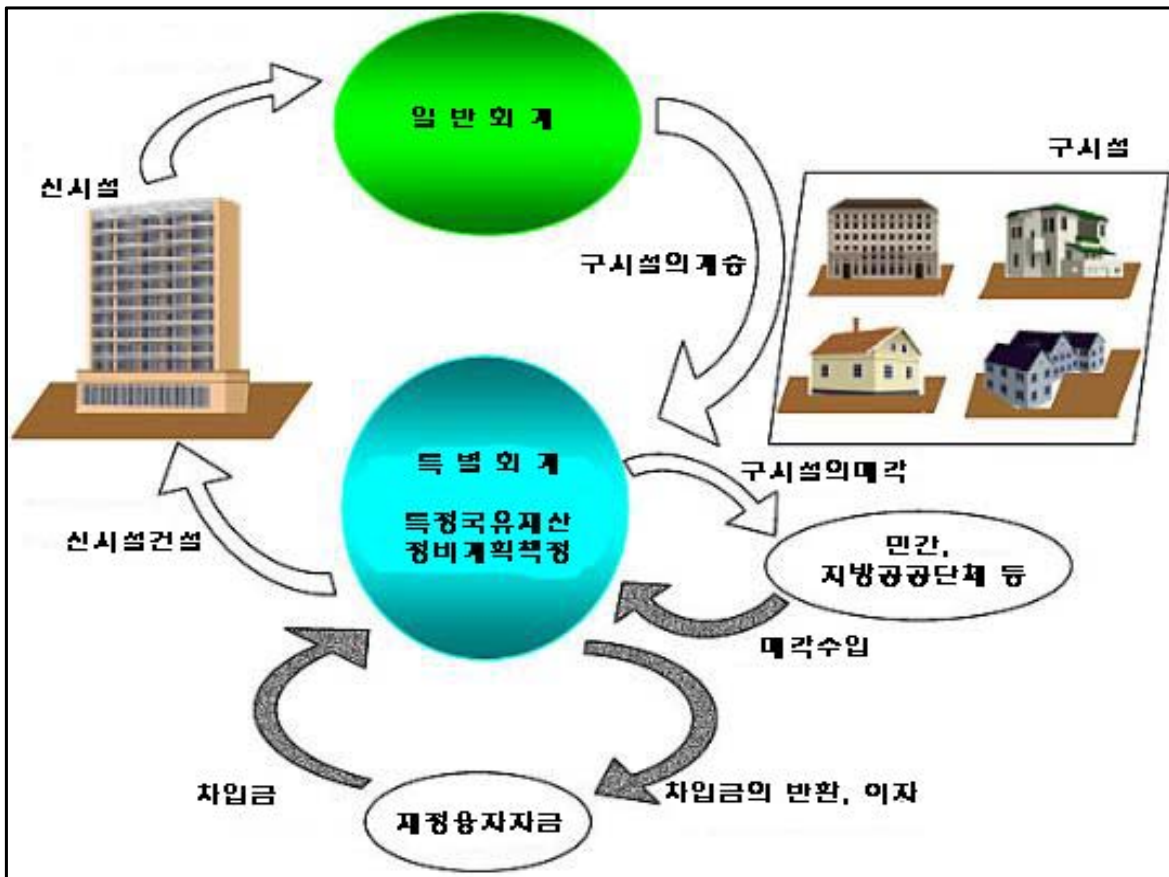 일 반 회 계
신시설
구시설
구시설의계승
특 별 회 계
특정국유재산
정비계획책정
구시설의매각
신시설건설
민간,
지방공공단체 등
매각수입
차입금
차입금의 반환, 이자
재정융자자금